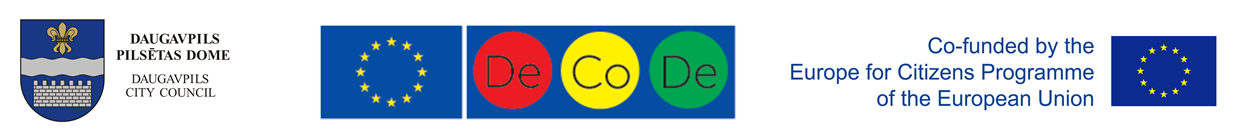 DAUGAVPILS
PILSĒTAS DOME
DAUGAVPILS
CITY COUNCIL
De Co De
Co-funded by the
Europe for Citizens Programme
of the European Union